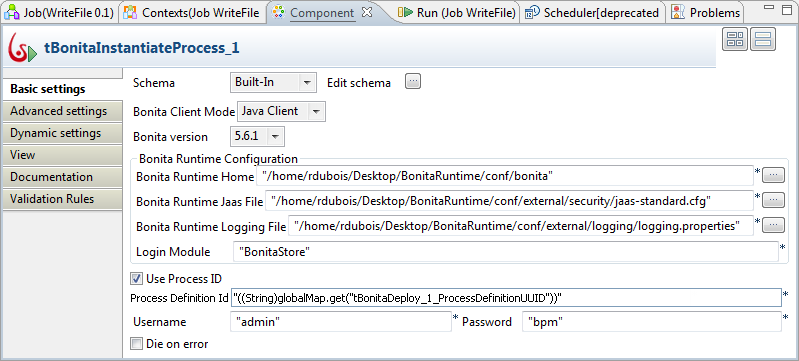 Job(WriteFile 0.1) Contexts(Job WriteFile Component Run (Job WriteFile) Scheduler[deprecated Problems
tBonitaInstantiateProcess_1
Basic settings
Advanced settings
Dynamic settings
View
Documentation
Validation Rules
Schema Built-In Edit schema ...
Bonita Client Mode Java Client
Bonita version 5.6.1
Bonita Runtime Configuration
Bonita Runtime Home "/home/rdubois/Desktop/BonitaRuntime/conf/bonita" * ...
Bonita Runtime Jaas File "/home/rdubois/Desktop/BonitaRuntime/conf/external/security/jaas-standard.cfg" * ...
Bonita Runtime Logging File "/home/rdubois/Desktop/BonitaRuntime/conf/external/logging/logging.properties" * ...
Login Module "BonitaStore" *
Use Process ID
Process Definition Id "((String)globalMap.get("tBonitaDeploy_1_ProcessDefinitionUUID"))" *
Username "admin" * Password "bpm" *
Die on error